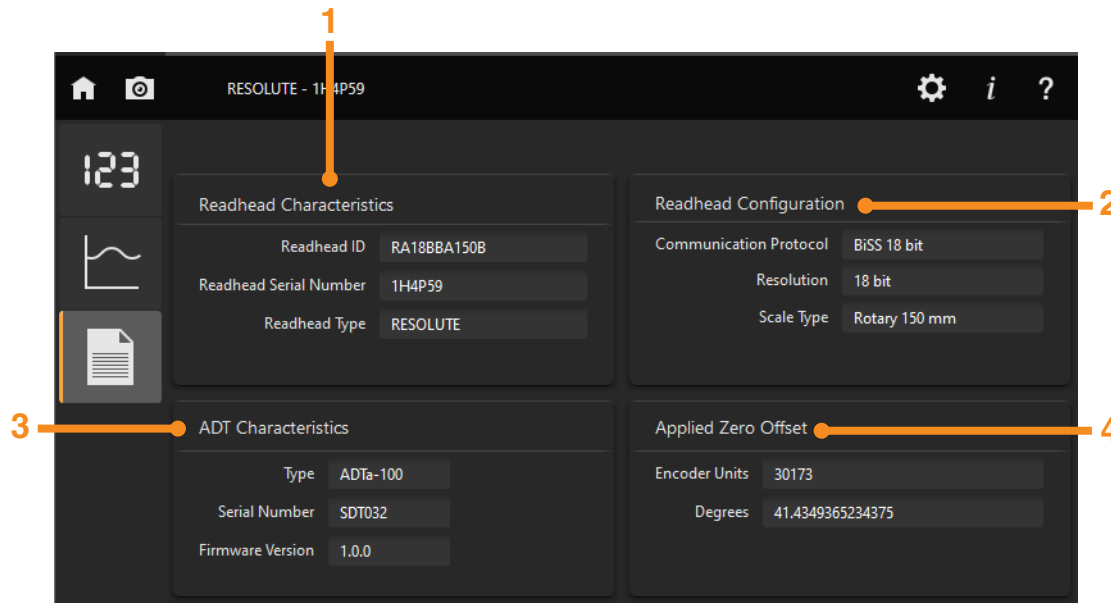 1
RESOLUTE - 1H4P59
i
?
123
Readhead Characteristics
Readhead ID RA18BBA150B
Readhead Serial Number 1H4P59
Readhead Type RESOLUTE
Readhead Configuration
2
Communication Protocol BiSS 18 bit
Resolution 18 bit
Scale Type Rotary 150 mm
3
ADT Characteristics
Type ADTa-100
Serial Number SDT032
Firmware Version 1.0.0
Applied Zero Offset
4
Encoder Units 30173
Degrees 41.4349365234375